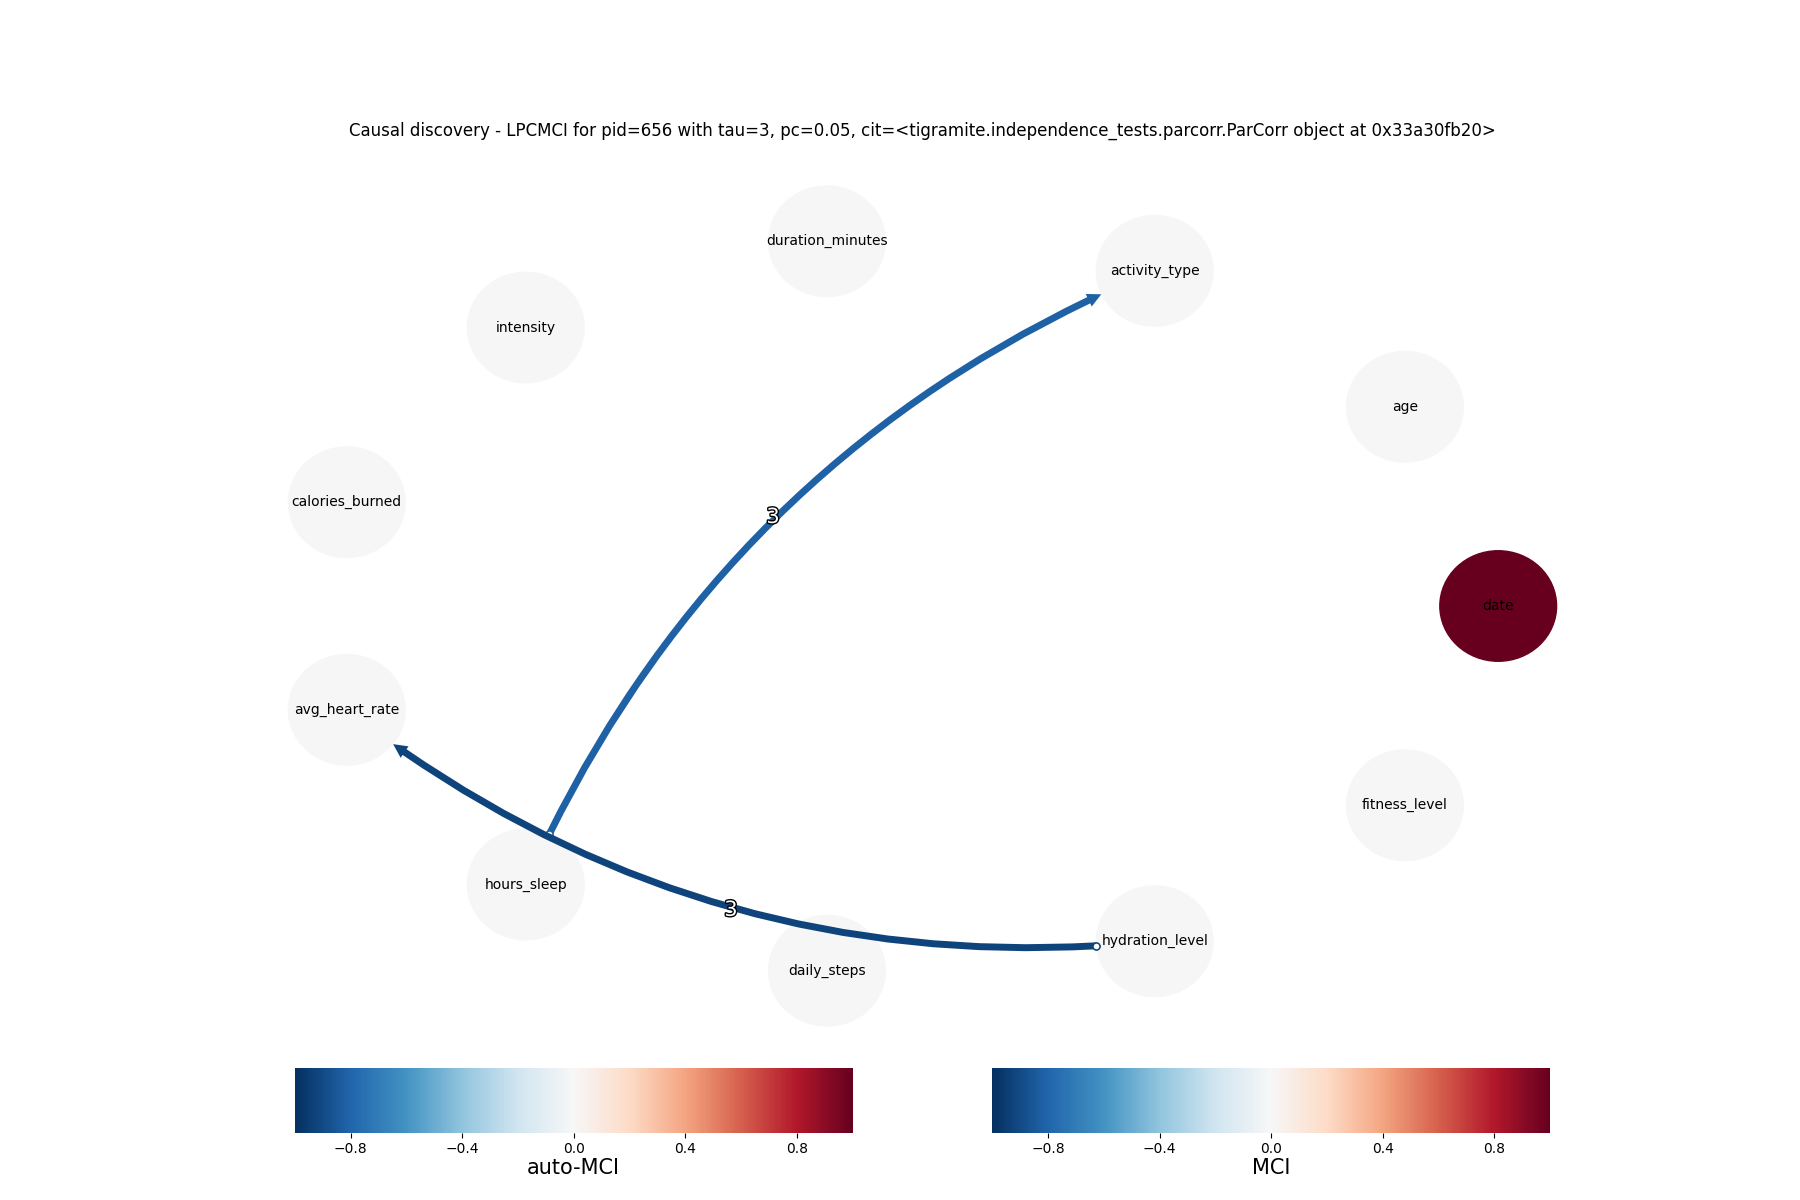 Causal discovery - LPCMCI for pid=656 with tau=3, pc=0.05, cit=<tigramite.independence_tests.parcorr.ParCorr object at 0x33a30fb20>
duration_minutes
activity_type
intensity
age
calories_burned
3
date
avg_heart_rate
fitness_level
hours_sleep
3
hydration_level
daily_steps
−0.8 −0.4 0.0 0.4 0.8
auto-MCI
−0.8 −0.4 0.0 0.4 0.8
MCI